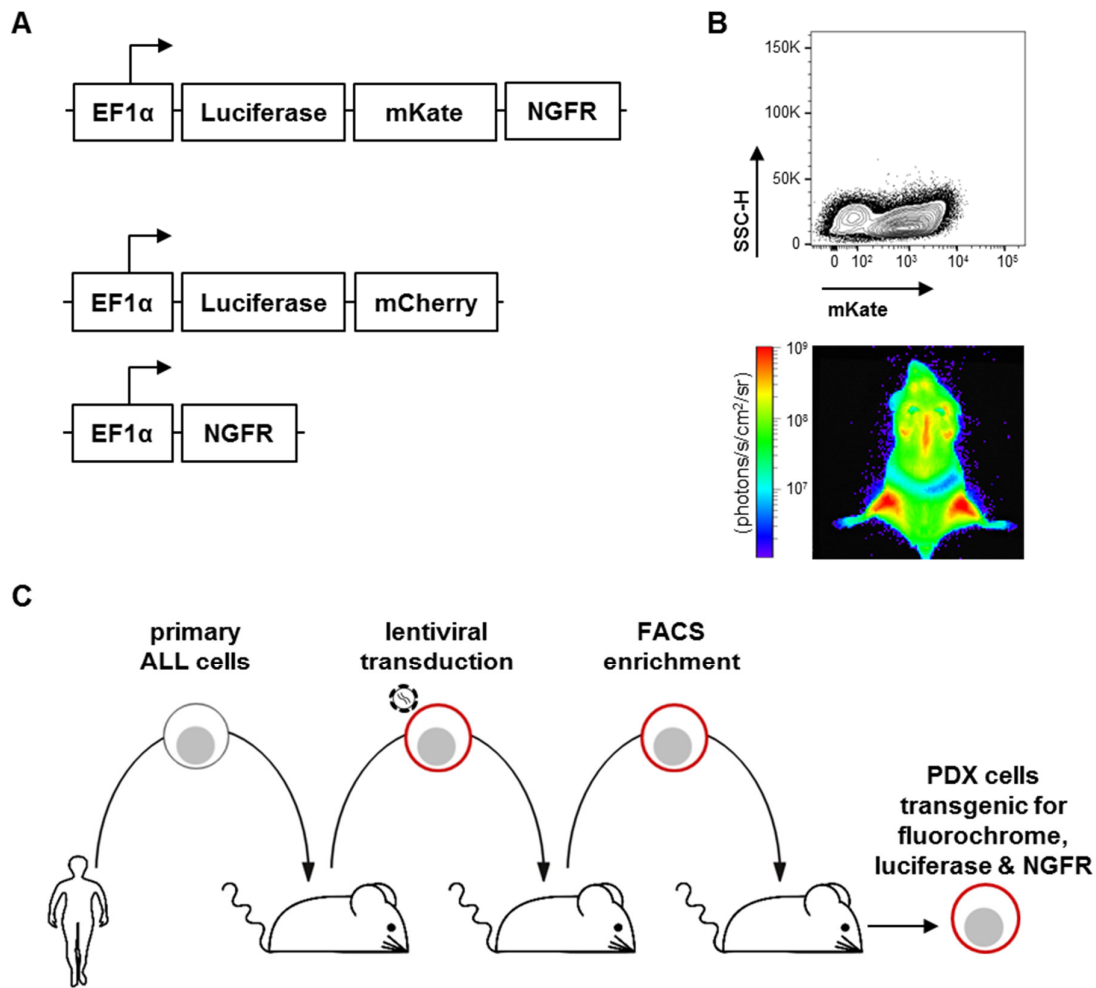 A
EF1α Luciferase mKate NGFR
EF1α Luciferase mCherry
EF1α NGFR
B
150K
100K
50K
0
SSC-H
0 10² 10³ 10⁴ 10⁵
mKate
(photons/s/cm²/sr)
10⁹
10⁸
10⁷
C
primary
ALL cells
lentiviral
transduction
FACS
enrichment
PDX cells
transgenic for
fluorochrome,
luciferase & NGFR